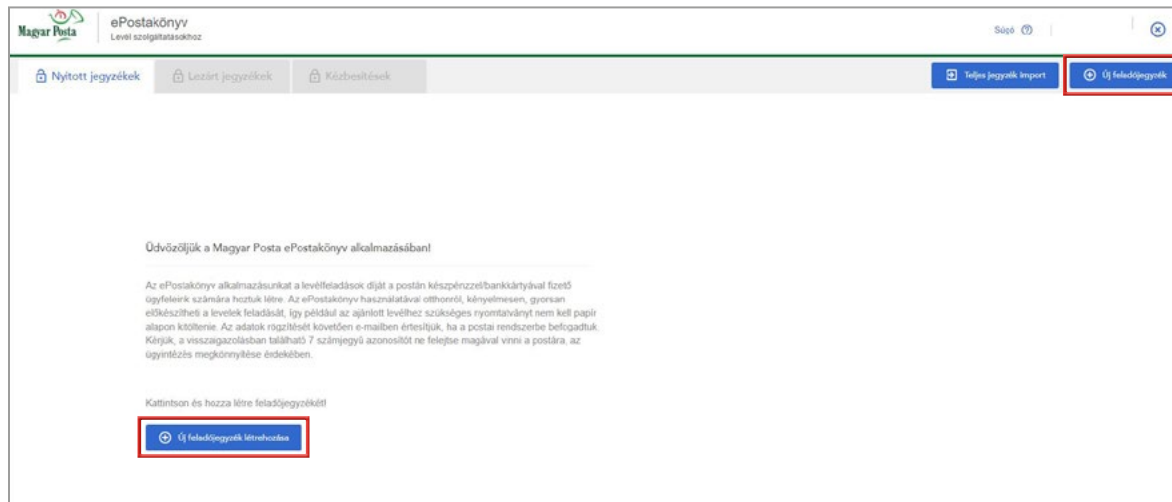 Magyar Posta
ePostakönyv
Levél szolgáltatásokhoz
Súgó
Nyitott jegyzékek
Lezárt jegyzékek
Kézbesítések
Teljes jegyzék import
Új feladójegyzék
Üdvözöljük a Magyar Posta ePostakönyv alkalmazásában!
Az ePostakönyv alkalmazásunkat a levélfeladások díját a postán készpénzzel/bankkártyával fizető
ügyfeleink számára hoztuk létre. Az ePostakönyv használatával otthonról, kényelmesen, gyorsan
előkészítheti a levelek feladását, így például az ajánlott levélhez szükséges nyomtatványt nem kell papír
alapon kitöltenie. Az adatok rögzítését követően e-mailben értesítjük, ha a postai rendszerbe befogadtuk.
Kérjük, a visszaigazolásban található 7 számjegyű azonosítót ne felejtse magával vinni a postára, az
ügyintézés megkönnyítése érdekében.
Kattintson és hozza létre feladójegyzékét!
Új feladójegyzék létrehozása